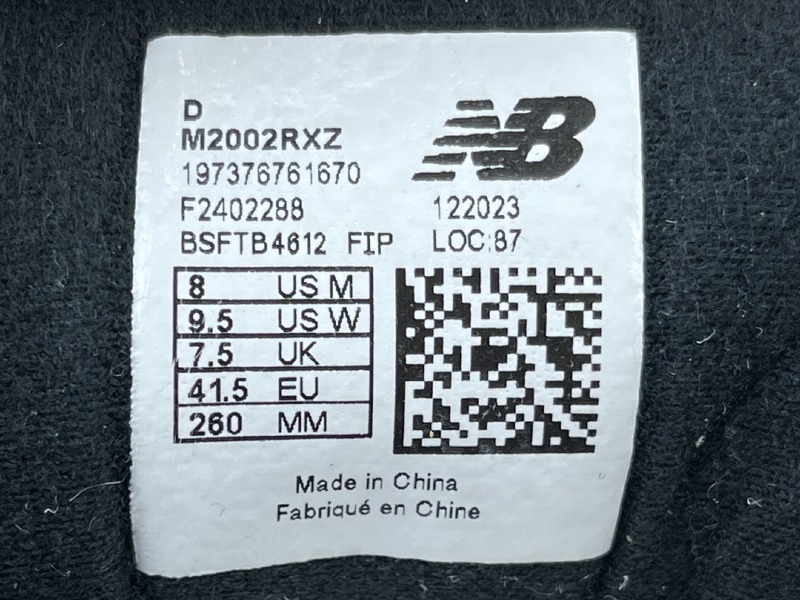 D
M2002RXZ
NB
197376761670
F2402288 122023
BSFTB4612 FIP LOC:87
8 US M
9.5 US W
7.5 UK
41.5 EU
260 MM
Made in China
Fabriqué en Chine